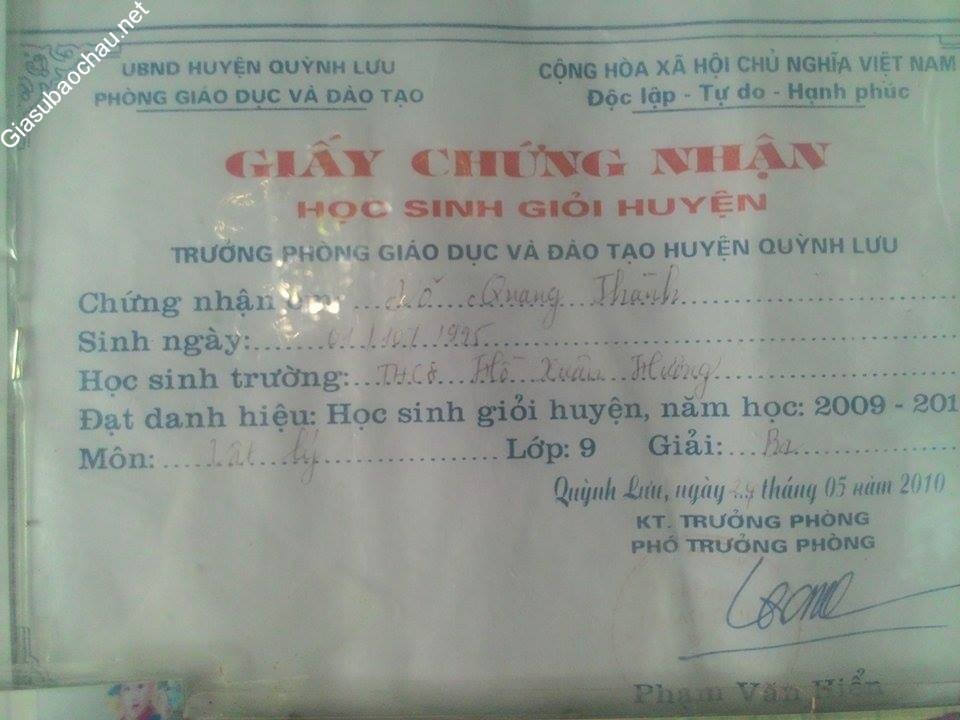 Giasubaochau.net
UBND HUYỆN QUỲNH LƯU
PHÒNG GIÁO DỤC VÀ ĐÀO TẠO
CỘNG HÒA XÃ HỘI CHỦ NGHĨA VIỆT NAM
Độc lập - Tự do - Hạnh phúc
GIẤY CHỨNG NHẬN
HỌC SINH GIỎI HUYỆN
TRƯỞNG PHÒNG GIÁO DỤC VÀ ĐÀO TẠO HUYỆN QUỲNH LƯU
Chứng nhận em: Quang Thành
Sinh ngày: 1995
Học sinh trường: THCS Hồ Xuân Hương
Đạt danh hiệu: Học sinh giỏi huyện, năm học: 2009 - 201
Môn: Vật lý Lớp: 9 Giải: Ba
Quỳnh Lưu, ngày tháng 05 năm 2010
KT. TRƯỞNG PHÒNG
PHÓ TRƯỞNG PHÒNG
Phạm Văn Hiển